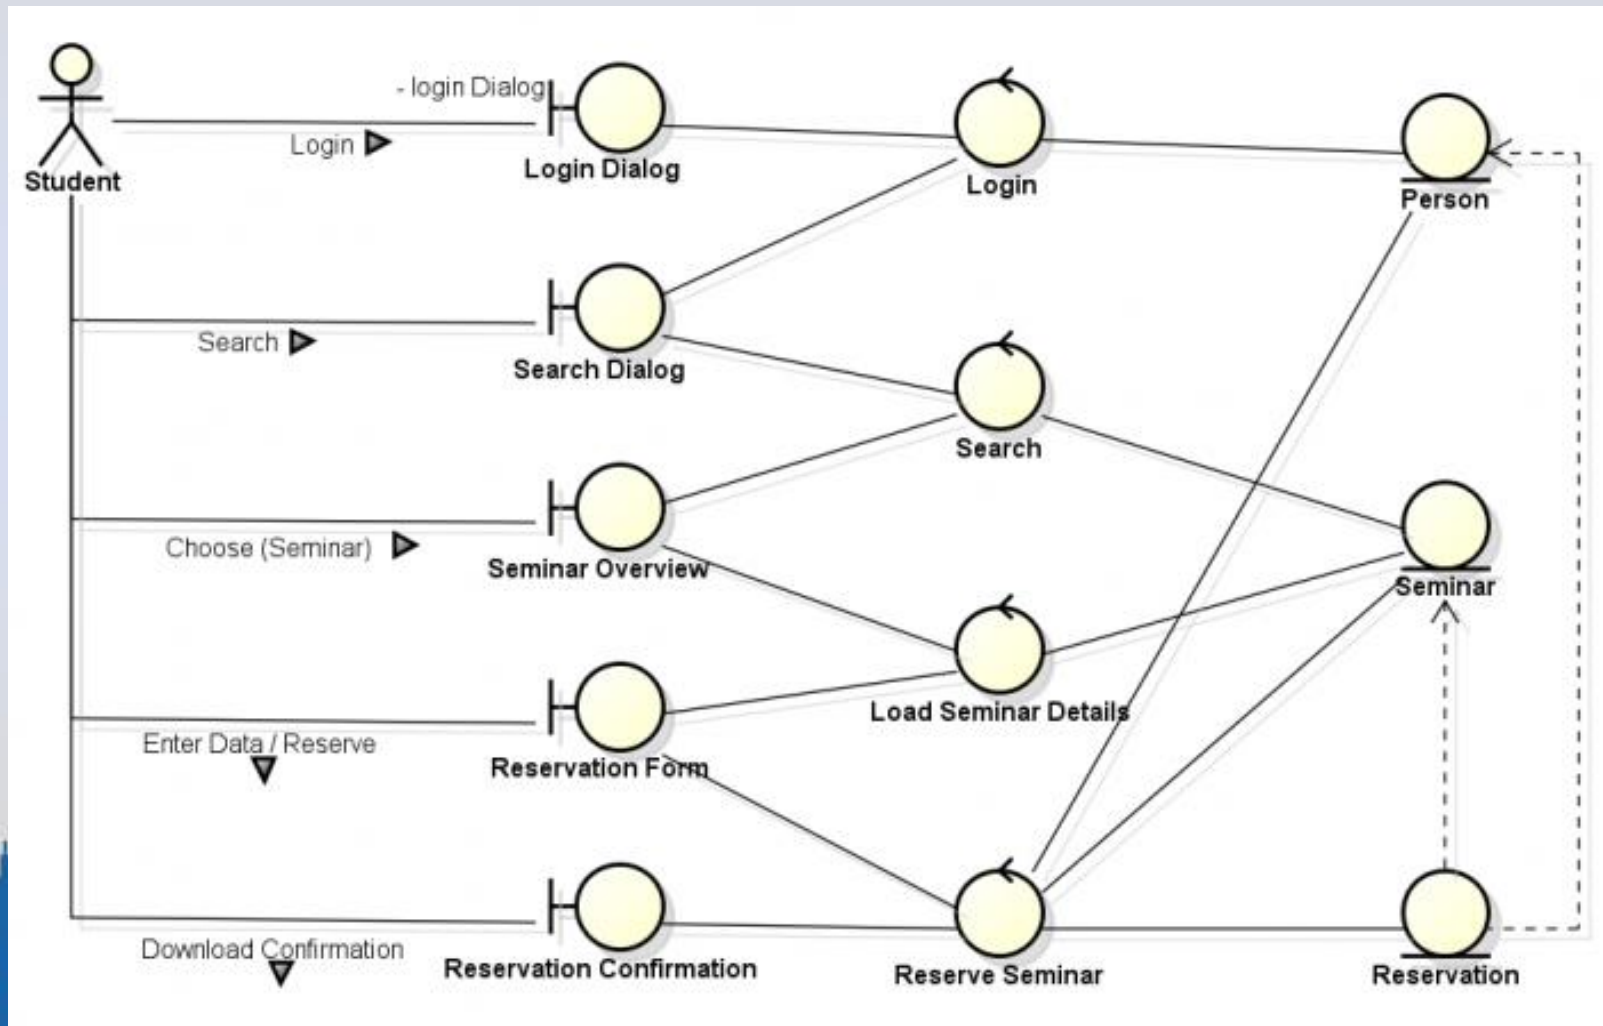 - login Dialog
Login
Student
Login Dialog
Login
Person
Search
Search Dialog
Search
Choose (Seminar)
Seminar Overview
Seminar
Load Seminar Details
Enter Data / Reserve
Reservation Form
Download Confirmation
Reservation Confirmation
Reserve Seminar
Reservation